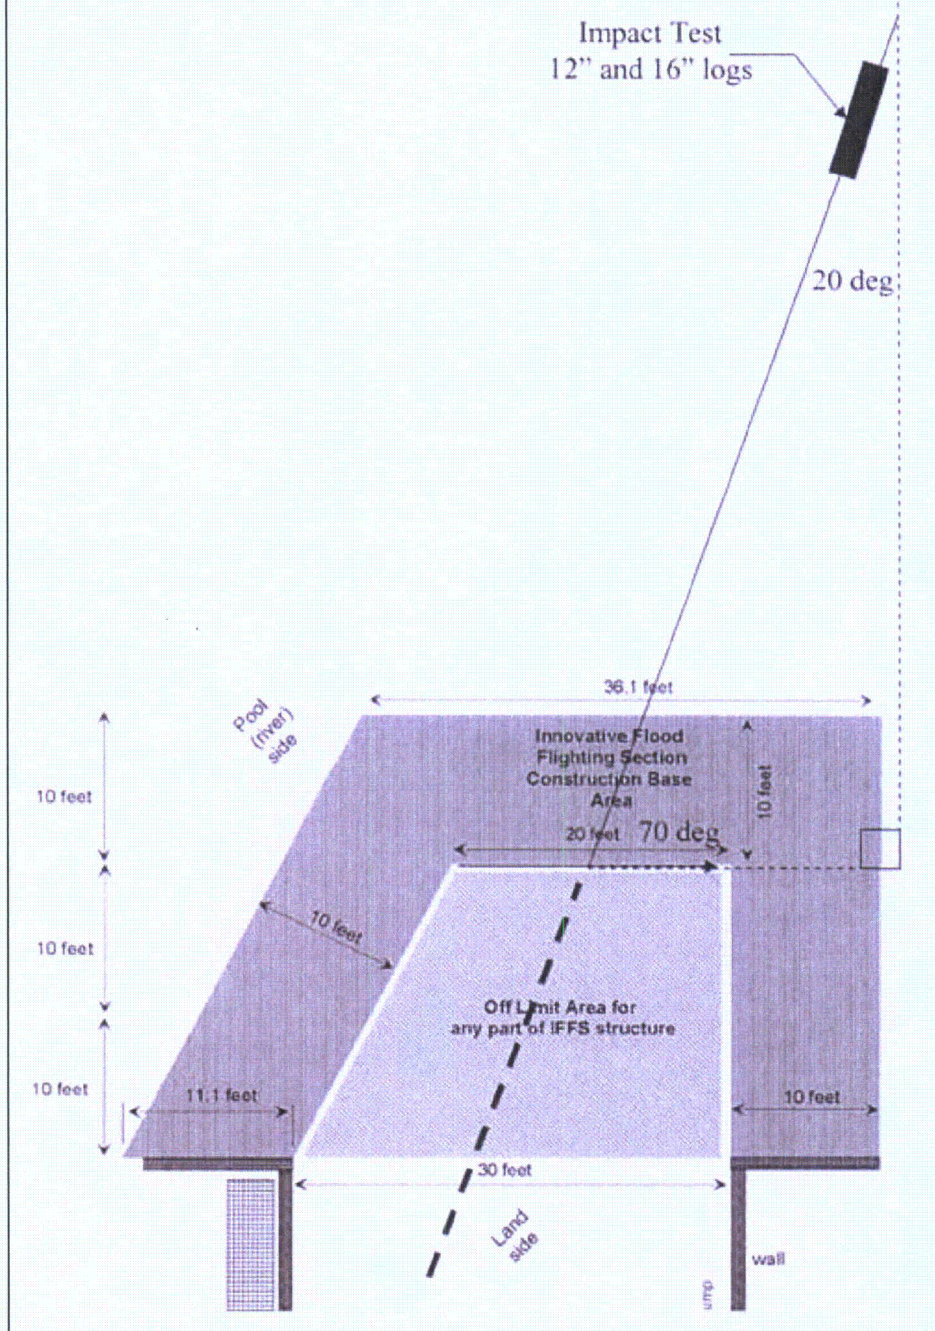 Impact Test
12” and 16” logs
20 deg
36.1 feet
Pool
(river)
side
Innovative Flood
Flighting Section
Construction Base
Area
10 feet
10 feet
20 feet
70 deg
10 feet
10 feet
Off Limit Area for
any part of IFFS structure
10 feet
11.1 feet
10 feet
30 feet
Land
side
wall
ump